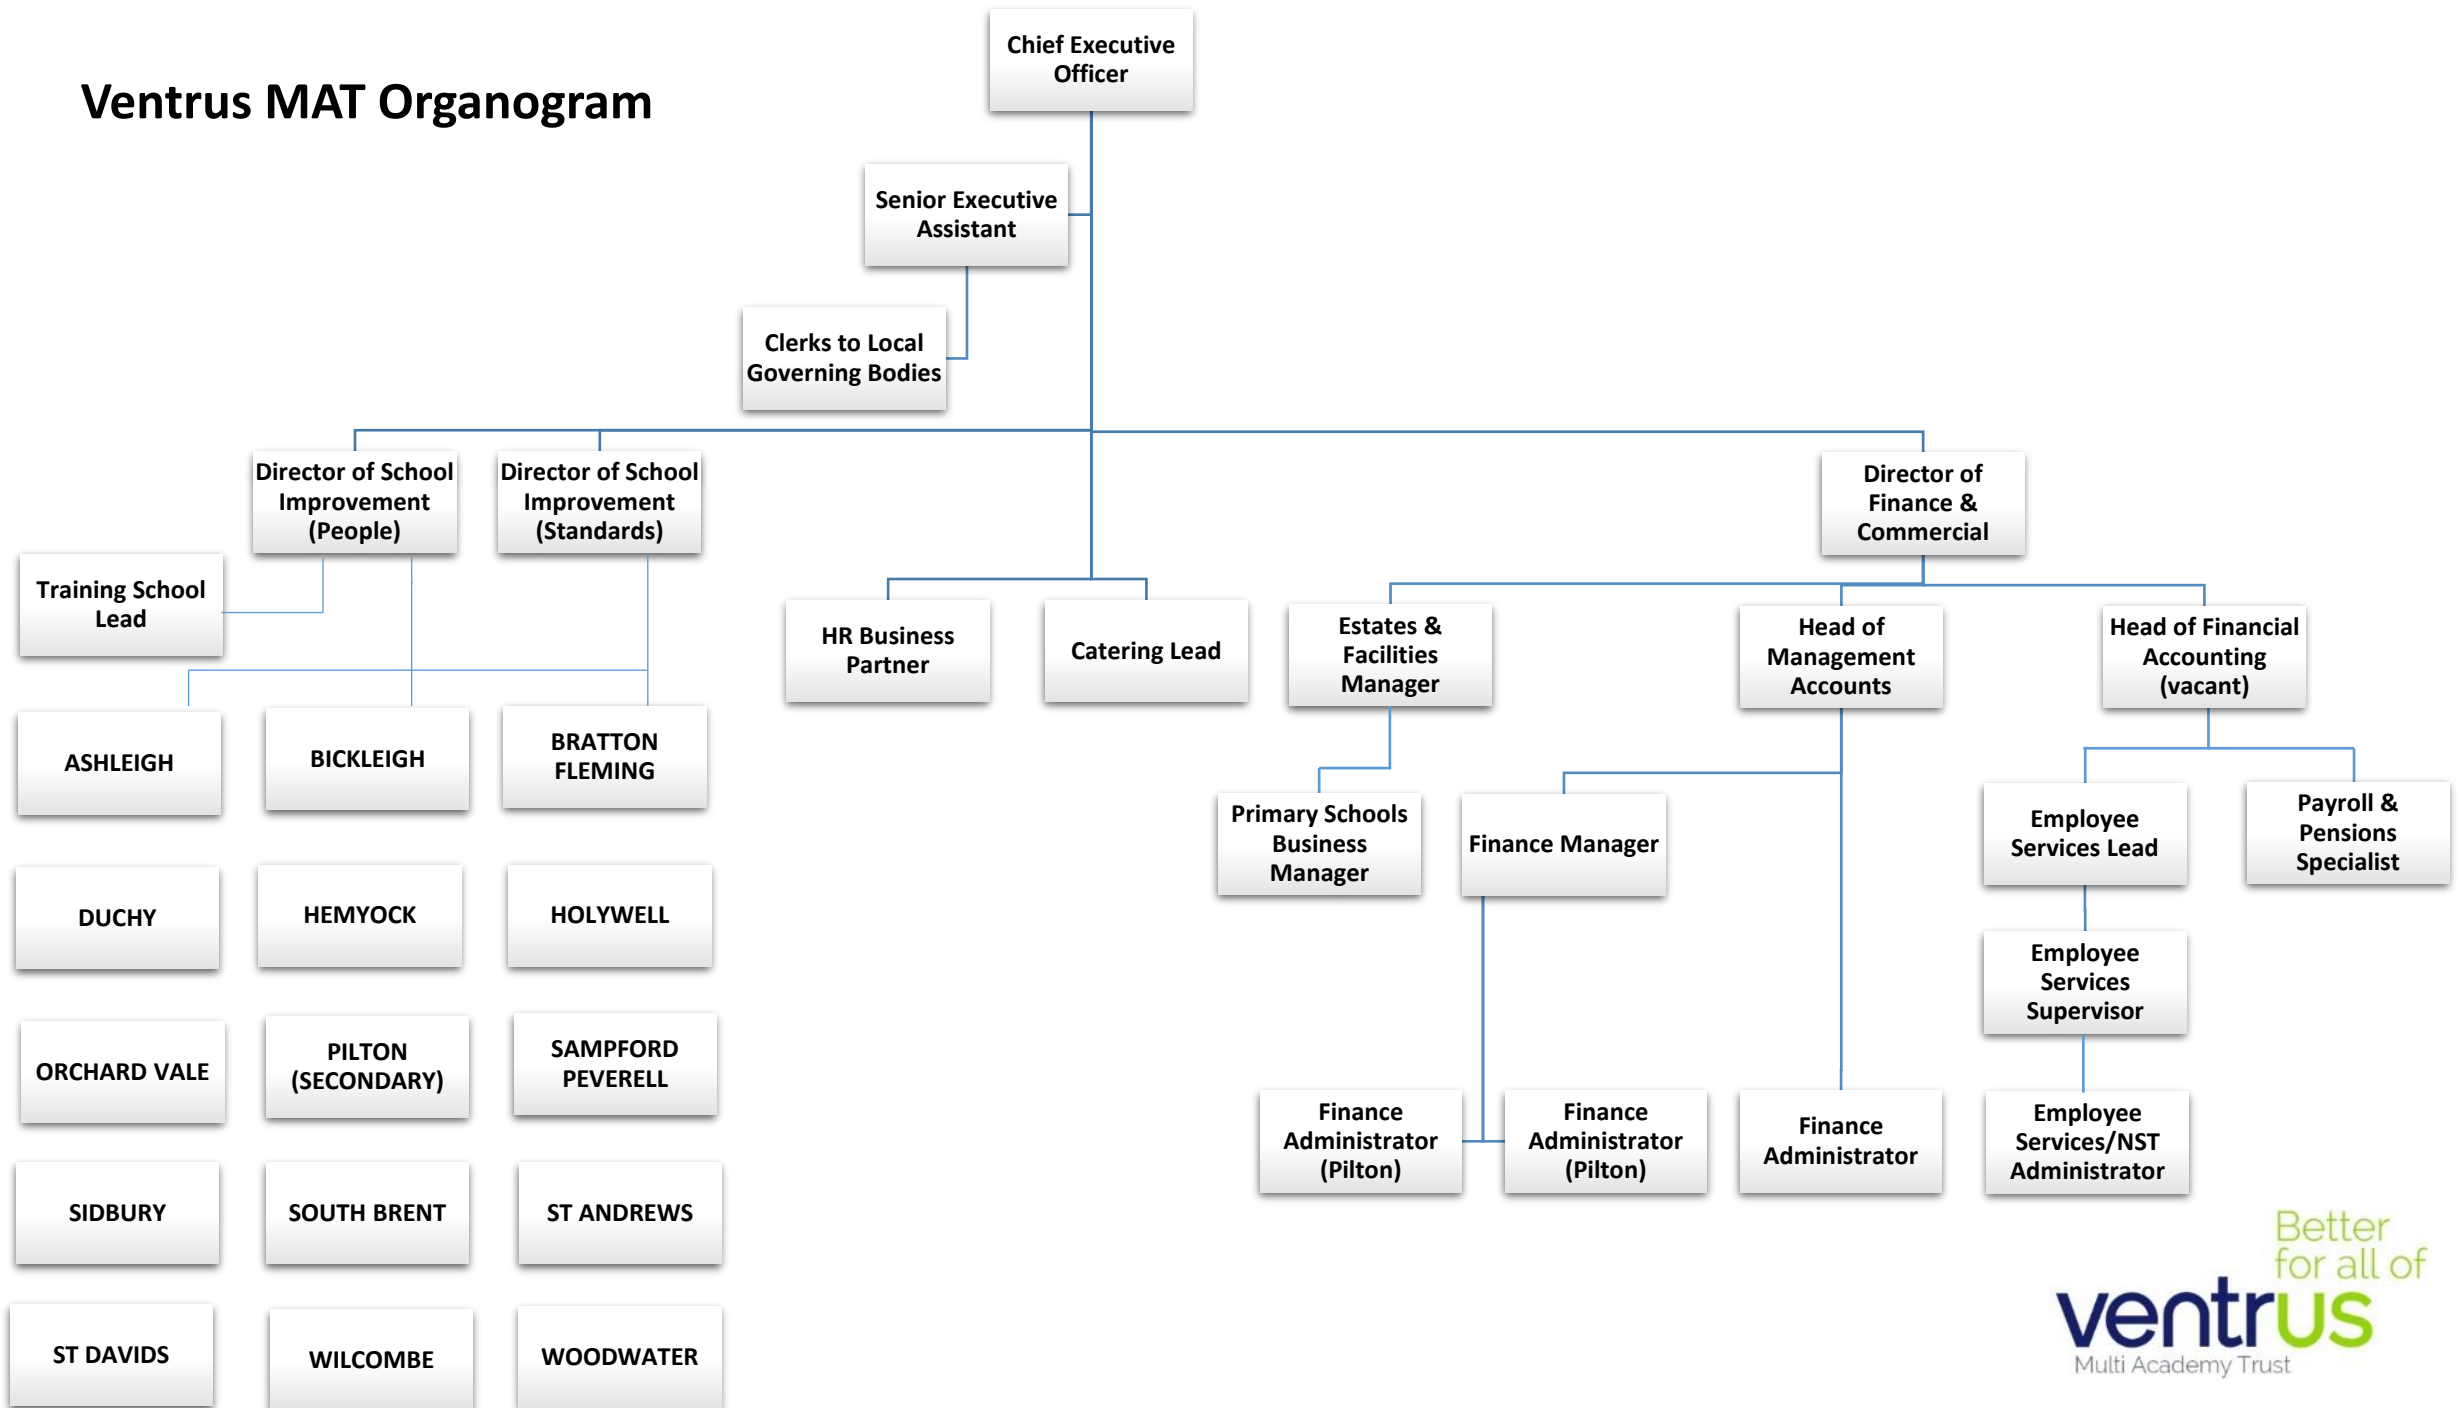 Ventrus MAT Organogram
Chief Executive
Officer
Senior Executive
Assistant
Clerks to Local
Governing Bodies
Director of School
Improvement
(People)
Director of School
Improvement
(Standards)
Director of
Finance &
Commercial
Training School
Lead
HR Business
Partner
Catering Lead
Estates &
Facilities
Manager
Head of
Management
Accounts
Head of Financial
Accounting
(vacant)
ASHLEIGH
BICKLEIGH
BRATTON
FLEMING
Primary Schools
Business
Manager
Finance Manager
Employee
Services Lead
Payroll &
Pensions
Specialist
DUCHY
HEMYOCK
HOLYWELL
Employee
Services
Supervisor
ORCHARD VALE
PILTON
(SECONDARY)
SAMPFORD
PEVERELL
Finance
Administrator
(Pilton)
Finance
Administrator
(Pilton)
Finance
Administrator
Employee
Services/NST
Administrator
SIDBURY
SOUTH BRENT
ST ANDREWS
ST DAVIDS
WILCOMBE
WOODWATER
Better
for all of
ventrus
Multi Academy Trust